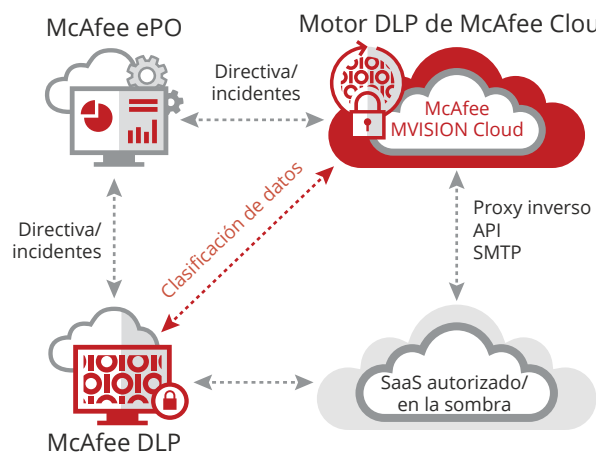 McAfee ePO
Motor DLP de McAfee Clou
Directiva/
incidentes
McAfee
MVISION Cloud
Clasificación de datos
Directiva/
incidentes
Proxy inverso
API
SMTP
SaaS autorizado/
en la sombra
McAfee DLP